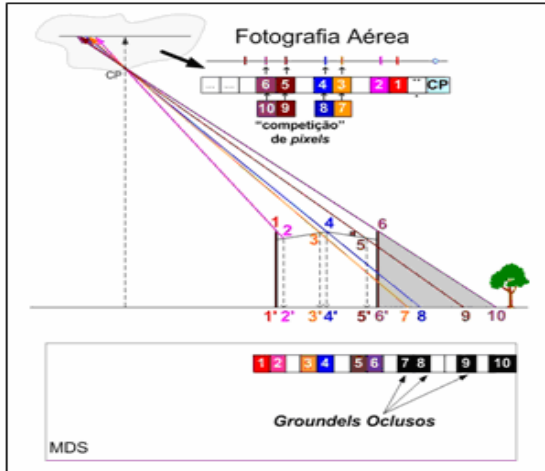 Fotografia Aérea
CP
... ... 6 5 4 3 2 1 ... CP
10 9 8 7
"competição"
de pixels
1 2 3 4 5 6
1' 2' 3' 4' 5' 6' 7 8 9 10
1 2 3 4 5 6 7 8 9 10
Groundels Oclusos
MDS